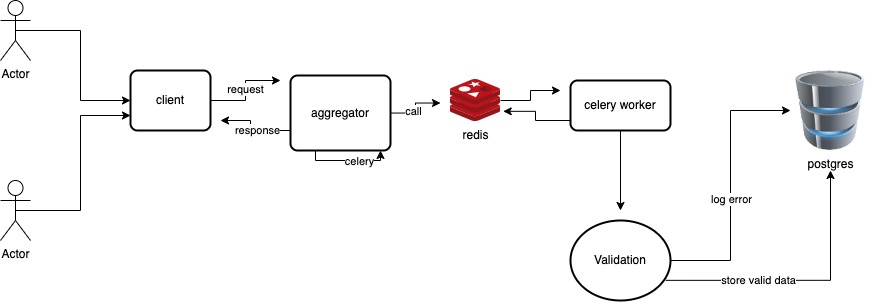 Actor
client
request
response
aggregator
celery
call
redis
celery worker
postgres
log error
Actor
Validation
store valid data